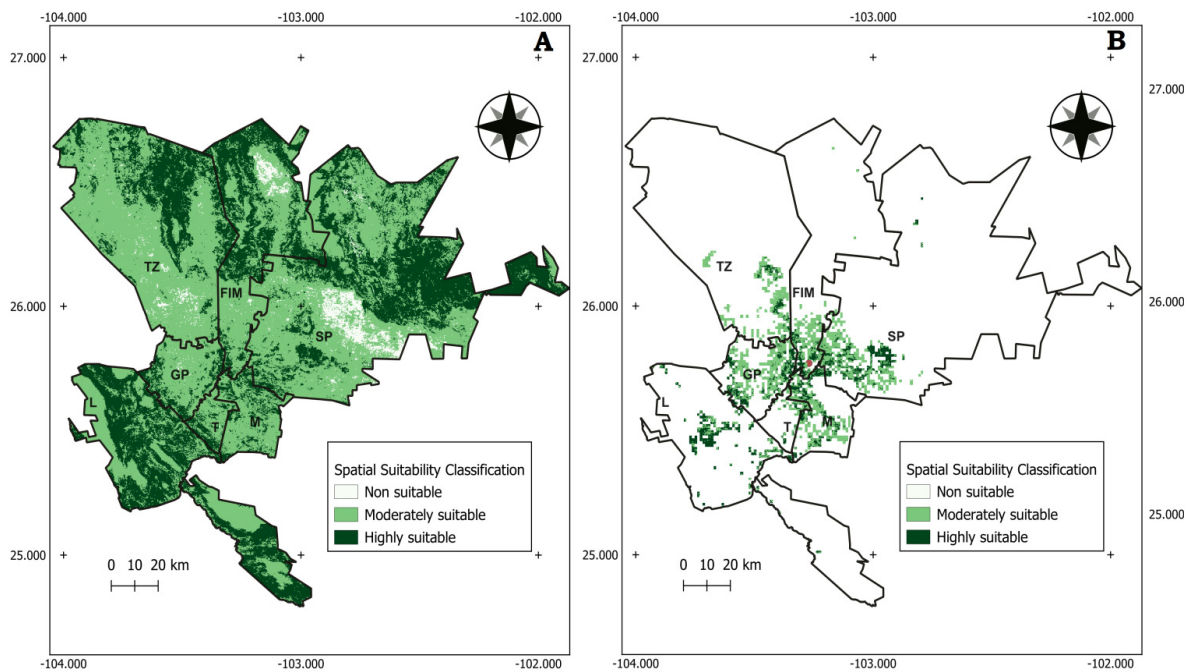 -104.000 -103.000 -102.000
A
27.000
26.000
25.000
TZ
FIM
SP
GP
L
T
M
Spatial Suitability Classification
Non suitable
Moderately suitable
Highly suitable
0 10 20 km
-104.000 -103.000 -102.000
-104.000 -103.000 -102.000
B
27.000
27.000
26.000
26.000
25.000
25.000
TZ
FIM
SP
GP
L
T
M
Spatial Suitability Classification
Non suitable
Moderately suitable
Highly suitable
0 10 20 km
-104.000 -103.000 -102.000